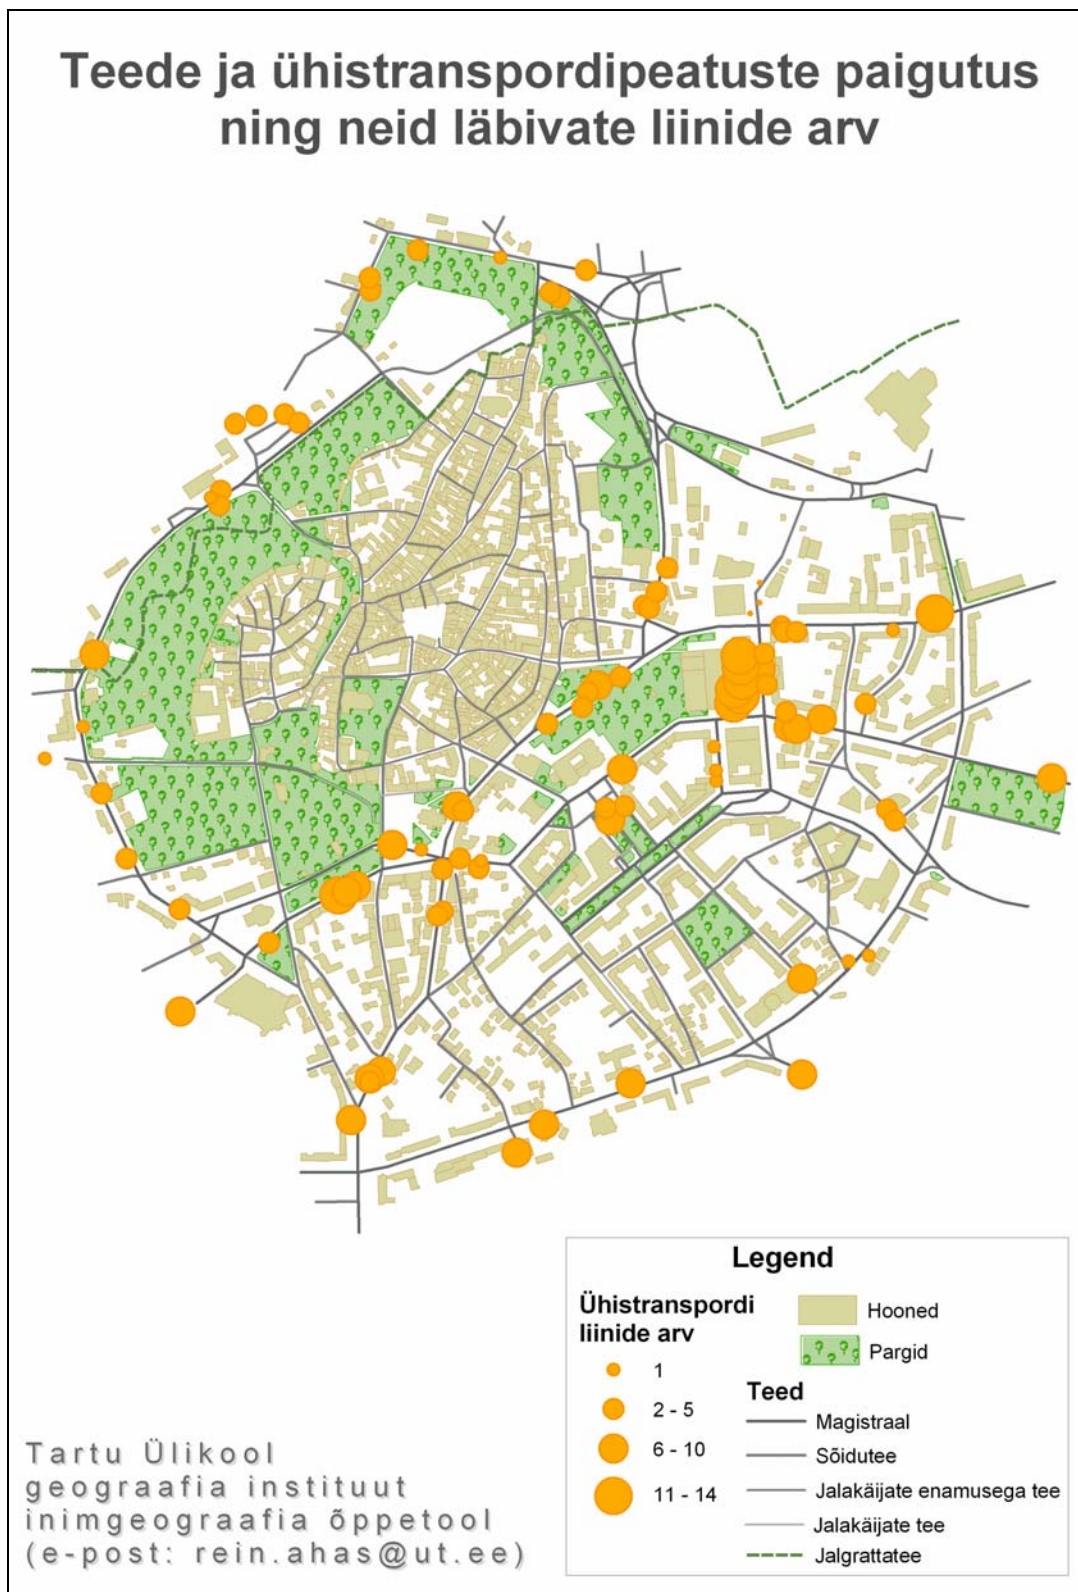 Teede ja ühistranspordipeatuste paigutus
ning neid läbivate liinide arv
Legend
Ühistranspordi
liinide arv
1
2 - 5
6 - 10
11 - 14
Hooned
Pargid
Teed
Magistraal
Sõidutee
Jalakäijate enamusega tee
Jalakäijate tee
Jalgrattatee
Tartu Ülikool
geograafia instituut
inimgeograafia õppetool
(e-post: rein.ahas@ut.ee)